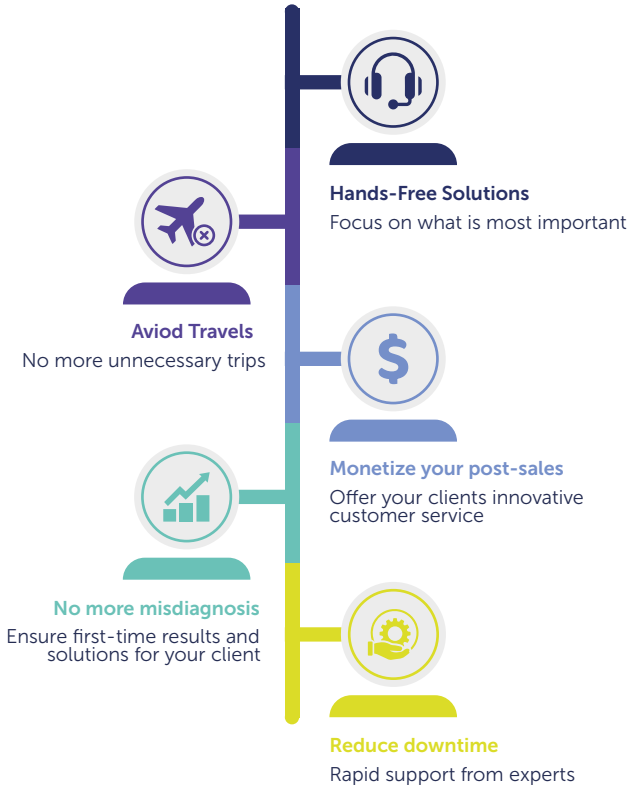 Hands-Free Solutions
Focus on what is most important
Aviod Travels
No more unnecessary trips
$
Monetize your post-sales
Offer your clients innovative
customer service
No more misdiagnosis
Ensure first-time results and
solutions for your client
Reduce downtime
Rapid support from experts